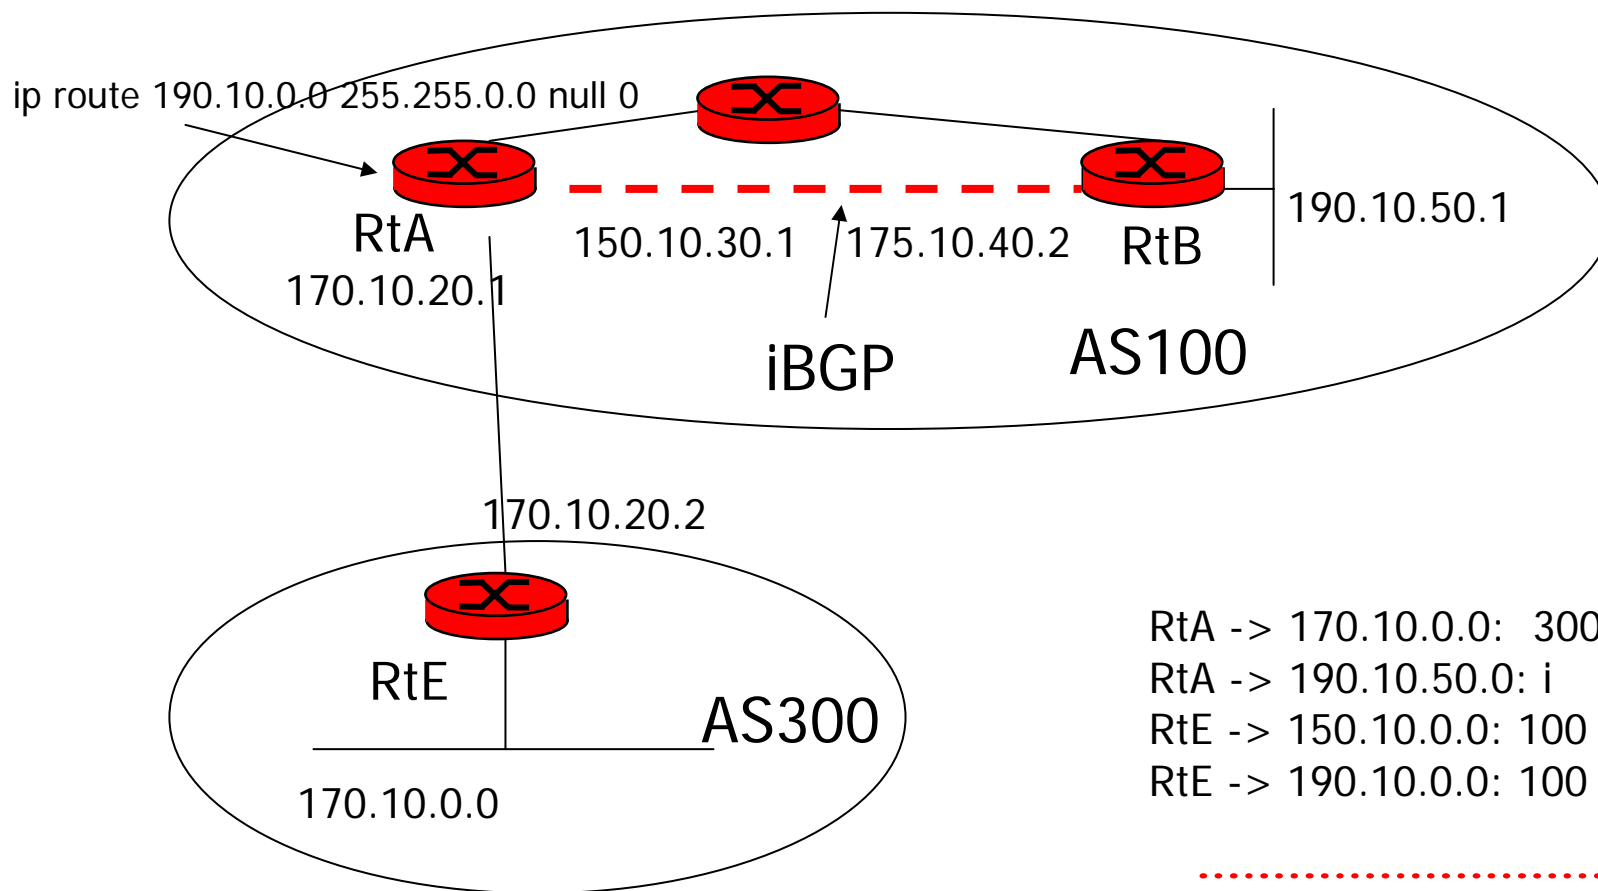 ip route 190.10.0.0 255.255.0.0 null 0
RtA
170.10.20.1
150.10.30.1
175.10.40.2
RtB
190.10.50.1
iBGP
AS100
170.10.20.2
RtE
AS300
170.10.0.0
RtA -> 170.10.0.0: 300
RtA -> 190.10.50.0: i
RtE -> 150.10.0.0: 100
RtE -> 190.10.0.0: 100